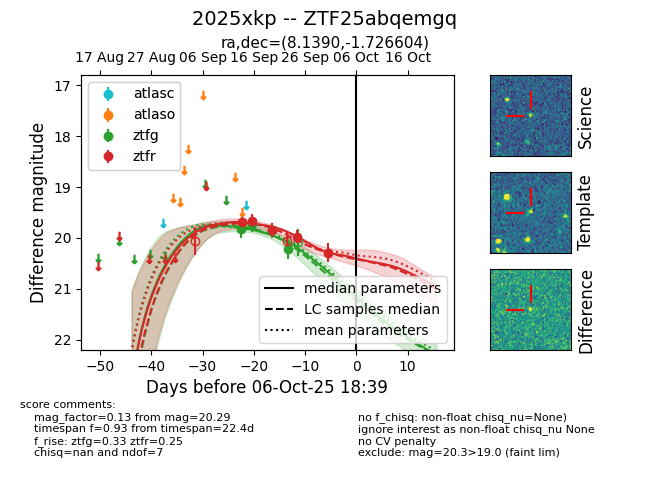 2025xkp -- ZTF25abqemgq
ra,dec=(8.1390,-1.726604)
17 Aug 27 Aug 06 Sep 16 Sep 26 Sep 06 Oct 16 Oct
17
18
19
20
21
22
Difference magnitude
atlasc
atlaso
ztfg
ztfr
median parameters
LC samples median
mean parameters
−50 −40 −30 −20 −10 0 10
Days before 06-Oct-25 18:39
Science
Template
Difference
score comments:
mag_factor=0.13 from mag=20.29
timespan f=0.93 from timespan=22.4d
f_rise: ztfg=0.33 ztfr=0.25
chisq=nan and ndof=7
no f_chisq: non-float chisq_nu=None)
ignore interest as non-float chisq_nu None
no CV penalty
exclude: mag=20.3>19.0 (faint lim)